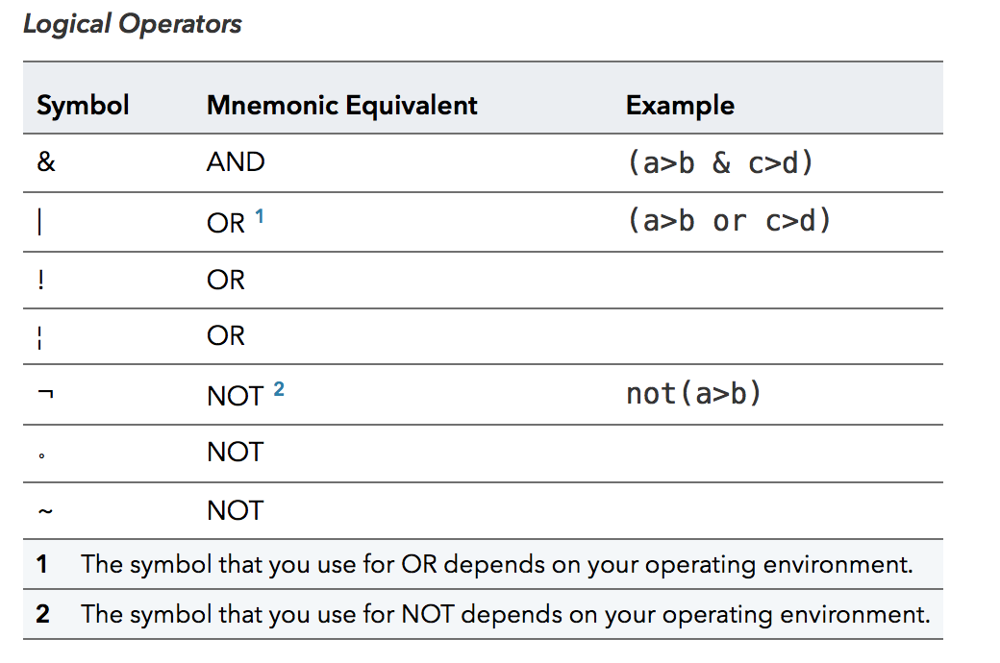 Logical Operators
Symbol Mnemonic Equivalent Example
& AND (a>b & c>d)
| OR 1 (a>b or c>d)
! OR
¦ OR
¬ NOT 2 not(a>b)
∘ NOT
~ NOT
1 The symbol that you use for OR depends on your operating environment.
2 The symbol that you use for NOT depends on your operating environment.